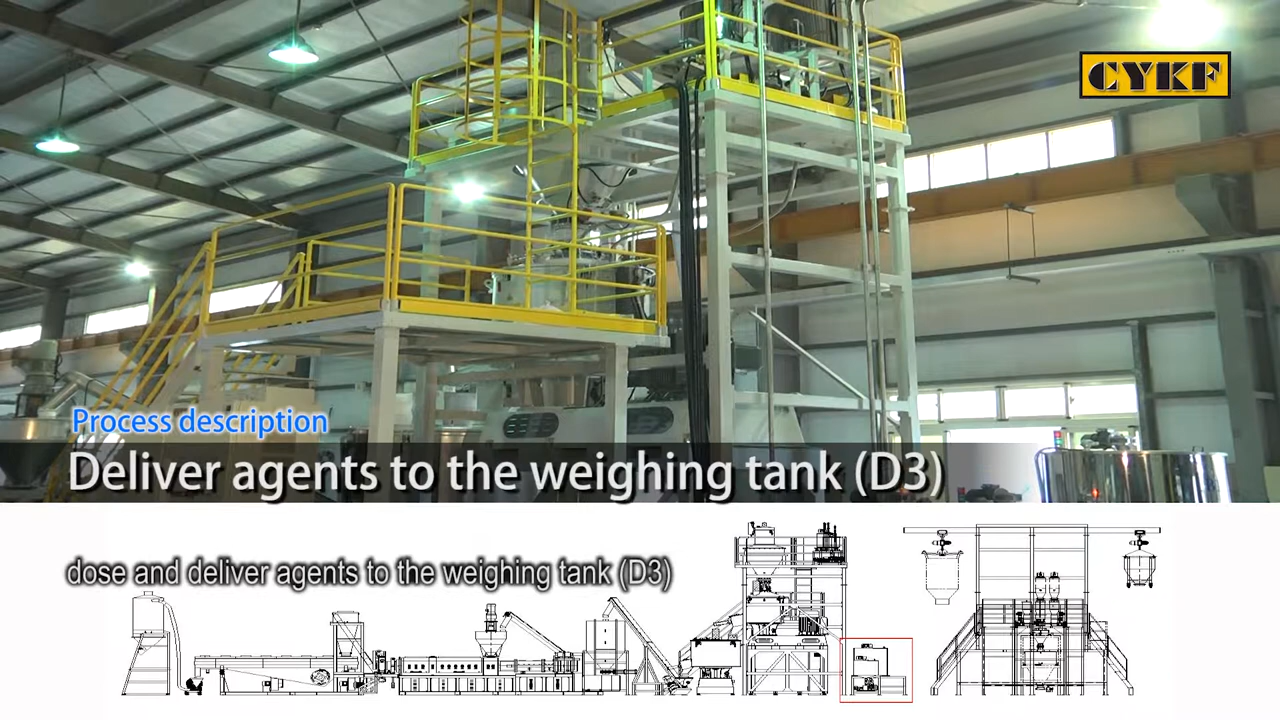 CYKF
Process description
Deliver agents to the weighing tank (D3)
dose and deliver agents to the weighing tank (D3)